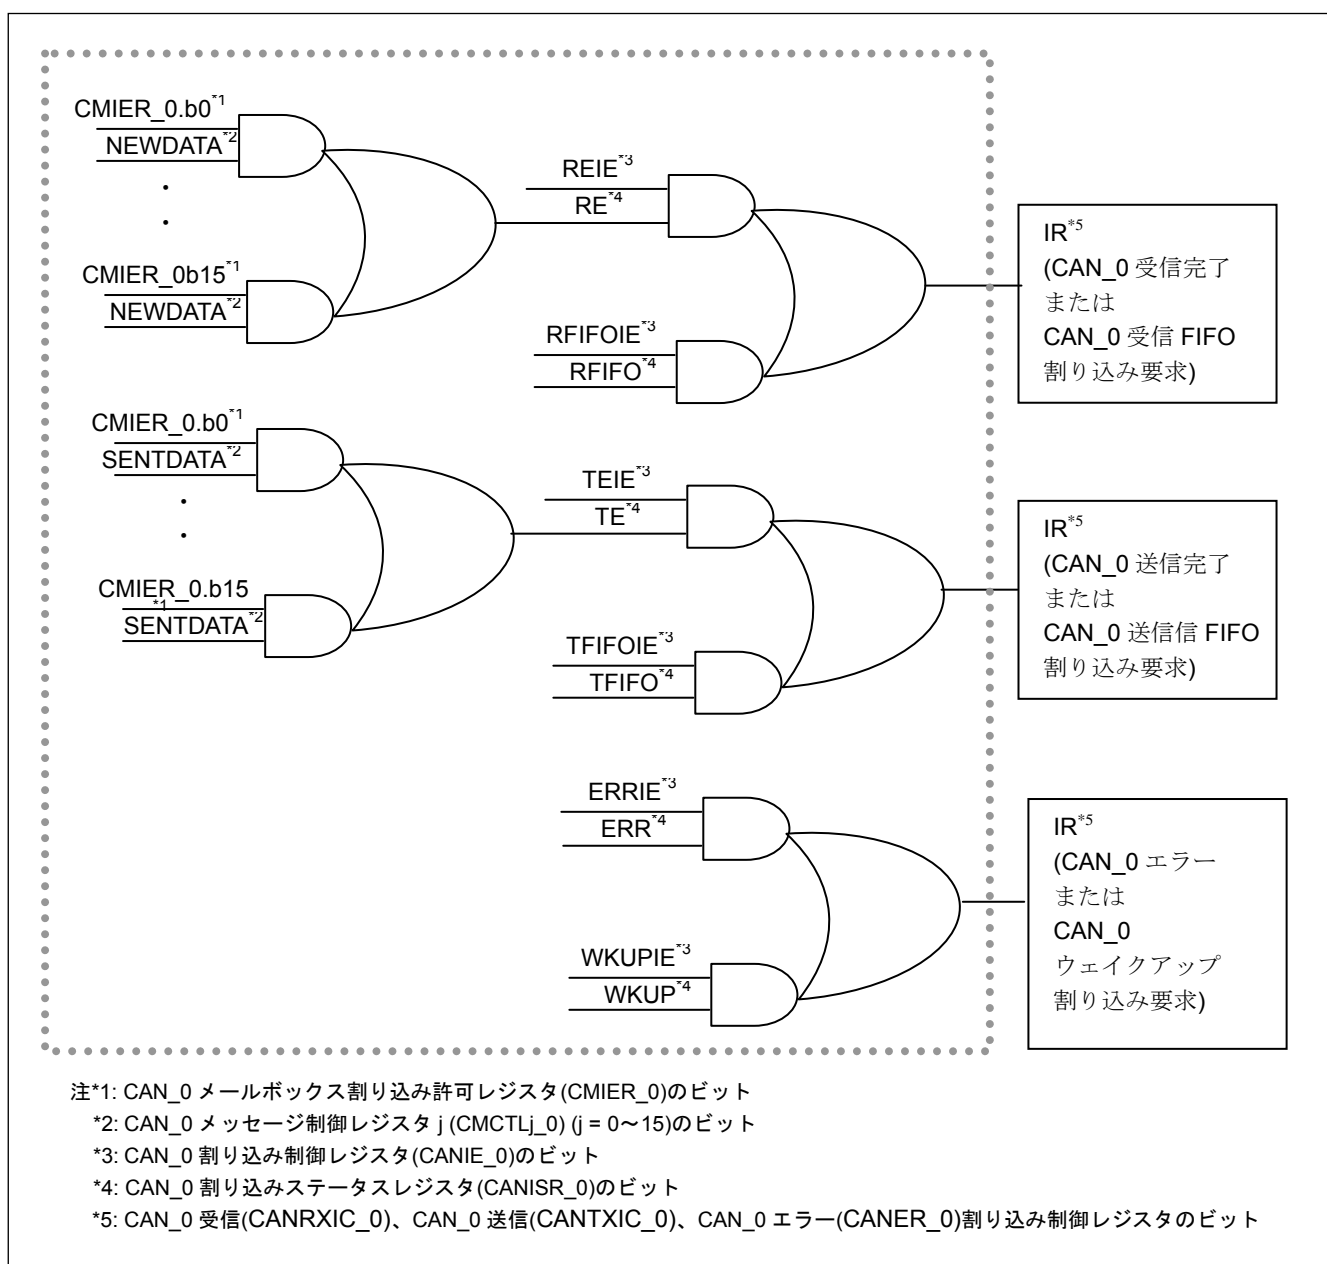 CMIER_0.b0*1
NEWDATA*2
CMIER_0b15*1
NEWDATA*2
REIE*3
RE*4
RFIFOIE*3
RFIFO*4
IR*5
(CAN_0 受信完了
または
CAN_0 受信 FIFO
割り込み要求)
CMIER_0.b0*1
SENTDATA*2
CMIER_0.b15
*1
SENTDATA*2
TEIE*3
TE*4
TFIFOIE*3
TFIFO*4
IR*5
(CAN_0 送信完了
または
CAN_0 送信信 FIFO
割り込み要求)
ERRIE*3
ERR*4
WKUPIE*3
WKUP*4
IR*5
(CAN_0 エラー
または
CAN_0
ウェイクアップ
割り込み要求)
注*1: CAN_0 メールボックス割り込み許可レジスタ(CMIER_0)のビット
*2: CAN_0 メッセージ制御レジスタ j (CMCTLj_0) (j = 0～15)のビット
*3: CAN_0 割り込み制御レジスタ(CANIE_0)のビット
*4: CAN_0 割り込みステータスレジスタ(CANISR_0)のビット
*5: CAN_0 受信(CANRXIC_0)、CAN_0 送信(CANTXIC_0)、CAN_0 エラー(CANER_0)割り込み制御レジスタのビット